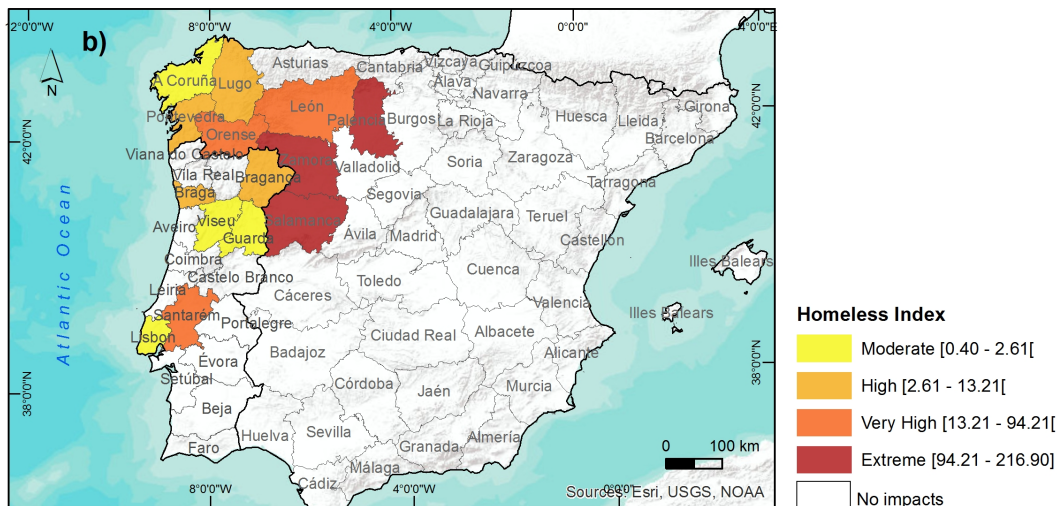 12°0'0"W
8°0'0"W
4°0'0"W
0°0'
4°0'0"E
b)
N
Asturias
Cantabria
Vizcaya
Guipuzcoa
A Coruña
Lugo
Álava
Navarra
León
Girona
42°0'0"N
Pontevedra
Palencia
Burgos
La Rioja
Huesca
Lleida
Orense
Barcelona
42°0'0"N
Viana do Castelo
Zamora
Valladolid
Soria
Zaragoza
Vila Real
Bragança
Tarragona
Braga
Segovia
Aveiro
Viseu
Salamanca
Guadalajara
Teruel
Guarda
Ávila
Madrid
Castellón
Coimbra
Illes Balears
Castelo Branco
Toledo
Cuenca
Atlantic Ocean
Leiria
Cáceres
Valencia
Santarém
Portalegre
Illes Balears
Lisbon
Ciudad Real
Albacete
Évora
Badajoz
Alicante
38°0'0"N
Setúbal
Córdoba
Jaén
Murcia
38°0'0"N
Beja
Huelva
Sevilla
Almería
Faro
Granada
0
100 km
Málaga
Cádiz
8°0'0"W
4°0'0"W
Sources: Esri, USGS, NOAA
Homeless Index
Moderate [0.40 - 2.61[
High [2.61 - 13.21[
Very High [13.21 - 94.21[
Extreme [94.21 - 216.90]
No impacts